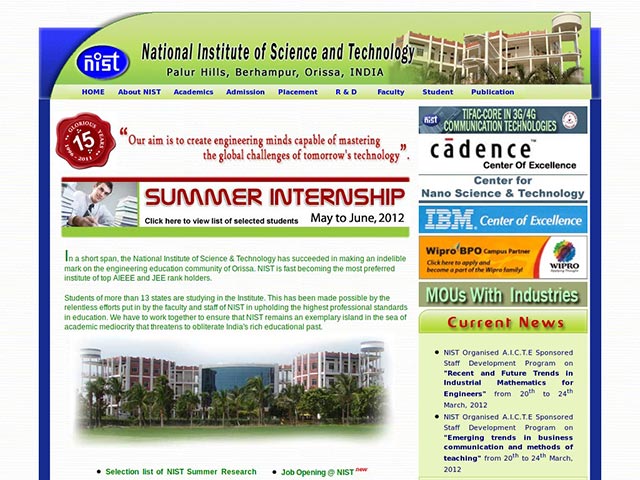 nist
National Institute of Science and Technology
Palur Hills, Berhampur, Orissa, INDIA
HOME About NIST Academics Admission Placement R & D Faculty Student Publication
GLORIOUS YEARS
15
"Our aim is to create engineering minds capable of mastering
the global challenges of tomorrow's technology".
SUMMER INTERNSHIP
Click here to view list of selected students May to June, 2012
In a short span, the National Institute of Science & Technology has succeeded in making an indelible
mark on the engineering education community of Orissa. NIST is fast becoming the most preferred
institute of top AIEEE and JEE rank holders.
Students of more than 13 states are studying in the Institute. This has been made possible by the
relentless efforts put in by the faculty and staff of NIST in upholding the highest professional standards
in education. We have to work together to ensure that NIST remains an exemplary island in the sea of
academic mediocrity that threatens to obliterate India's rich educational past.
Selection list of NIST Summer Research
Job Opening @ NIST new
nist TIFAC-CORE IN 3G/4G
COMMUNICATION TECHNOLOGIES
cādence™
Center Of Excellence
Center for
Nano Science & Technology
IBM Center of Excellence
Wipro BPO Campus Partner
Click here to apply and
become a part of the Wipro family!
WIPRO
Applying Thought
MOUs With Industries
Current News
NIST Organised A.I.C.T.E Sponsored
Staff Development Program on
"Recent and Future Trends in
Industrial Mathematics for
Engineers" from 20th to 24th
March, 2012
NIST Organised A.I.C.T.E Sponsored
Staff Development Program on
"Emerging trends in business
communication and methods of
teaching" from 20th to 24th March,
2012